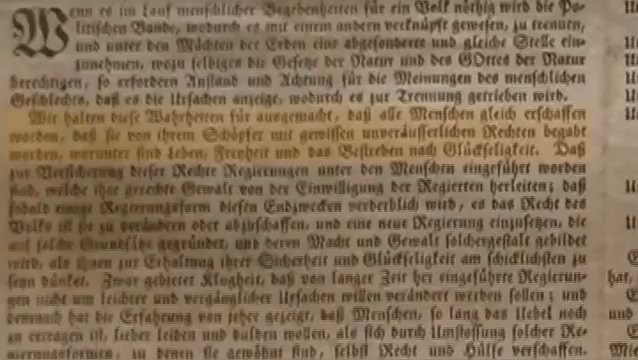 Wenn es im Lauf menschlicher Begebenheiten für ein Volk nöthig wird die Po-
litischen Bande, wodurch es mit einem andern verknüpft gewesen, zu trennen,
und unter den Mächten der Erden eine abgesonderte und gleiche Stelle ein-
zunehmen, wozu selbiges die Gesetze der Natur und des GOttes der Natur
berechtigen, so erfordern Anstand und Achtung für die Meinungen des menschlichen
Geschlechts, daß es die Ursachen anzeige, wodurch es zur Trennung getrieben wird.
Wir halten diese Wahrheiten für ausgemacht, daß alle Menschen gleich erschaffen
worden, daß sie von ihrem Schöpfer mit gewissen unveräusserlichen Rechten begabt
worden, worunter sind Leben, Freyheit und das Bestreben nach Glückseligkeit. Daß
zur Versicherung dieser Rechte Regierungen unter den Menschen eingeführt worden
sind, welche ihre gerechte Gewalt von der Einwilligung der Regierten herleiten; daß
sobald einige Regierungsform diesen Endzwecken verderblich wird, es das Recht des
Volks ist sie zu verändern oder abzuschaffen, und eine neue Regierung einzusetzen, die
auf solche Grundsätze gegründet, und deren Macht und Gewalt solchergestalt gebildet
wird, als ihnen zur Erhaltung ihrer Sicherheit und Glückseligkeit am schicklichsten zu
seyn dünket. Zwar gebietet Klugheit, daß von langer Zeit her eingeführte Regierun-
gen nicht um leichter und vergänglicher Ursachen willen verändert werden sollen; und
demnach hat die Erfahrung von jeher gezeigt, daß Menschen, so lang das Uebel noch
zu ertragen ist, lieber leiden und dulden wollen, als sich durch Umstossung solcher Re-
gierungsformen, zu denen sie gewöhnt sind, selbst Recht und Hülfe verschaffen.
hat,
und